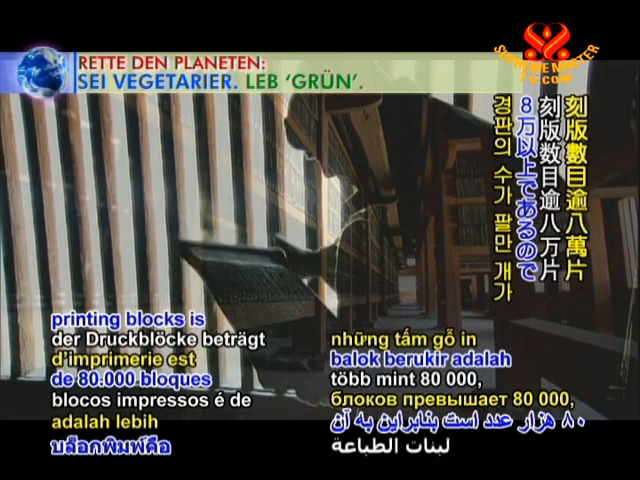 RETTE DEN PLANETEN:
SEI VEGETARIER. LEB ‘GRÜN’.
SUPREME MASTER
TV.COM
刻版數目逾八萬片
刻版数目逾八万片
8万以上であるので
경판의 수가 팔만 개가
printing blocks is
der Druckblöcke beträgt
d’imprimerie est
de 80.000 bloques
blocos impressos é de
adalah lebih
บล็อกพิมพ์คือ
những tấm gỗ in
balok berukir adalah
több mint 80 000,
блоков превышает 80 000,
۸۰ هزار عدد است بنابراین به آن
لبنات الطباعة